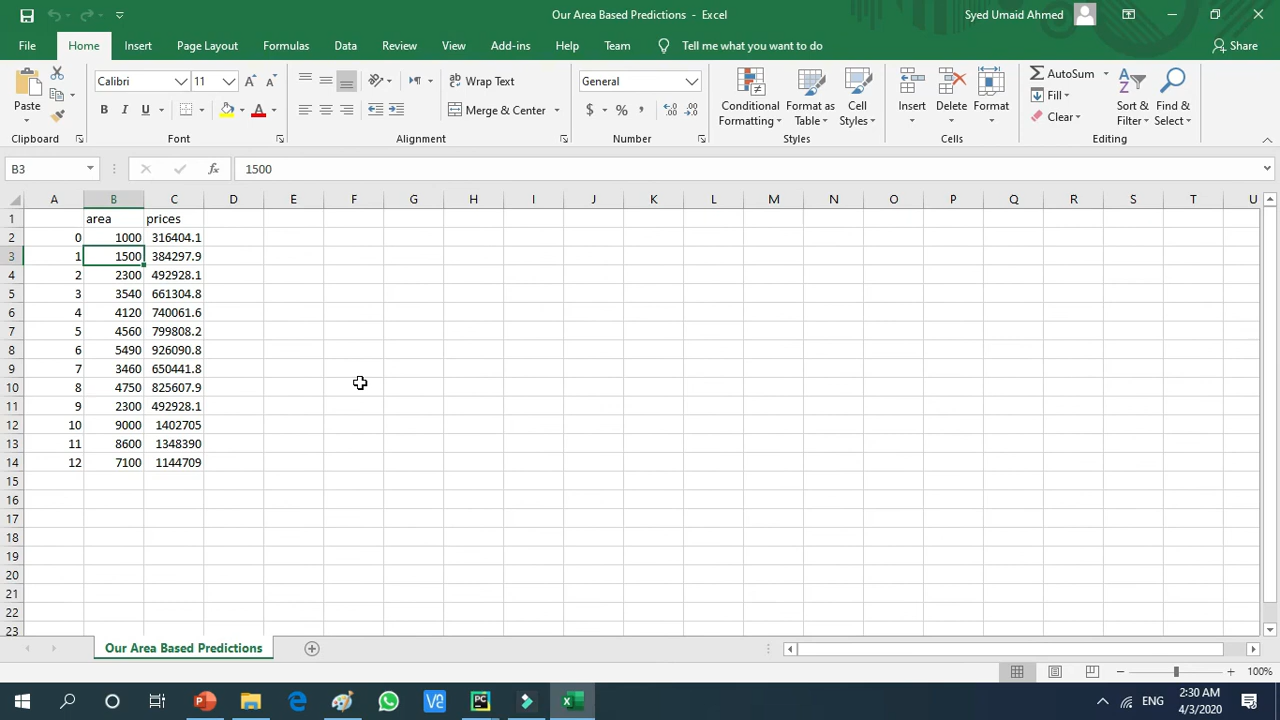 Our Area Based Predictions - Excel
Syed Umaid Ahmed
File Home Insert Page Layout Formulas Data Review View Add-ins Help Team Tell me what you want to do Share
Paste
Clipboard
Calibri 11
B I U
Font
Wrap Text
Merge & Center
Alignment
General
$ % ,
Number
Conditional Formatting
Format as Table
Cell Styles
Styles
Insert Delete Format
Cells
AutoSum
Fill
Clear
Sort & Filter
Find & Select
Editing
B3 fx 1500
A B C D E F G H I J K L M N O P Q R S T U
1 area prices
2 0 1000 316404.1
3 1 1500 384297.9
4 2 2300 492928.1
5 3 3540 661304.8
6 4 4120 740061.6
7 5 4560 799808.2
8 6 5490 926090.8
9 7 3460 650441.8
10 8 4750 825607.9
11 9 2300 492928.1
12 10 9000 1402705
13 11 8600 1348390
14 12 7100 1144709
15
16
17
18
19
20
21
22
23
Our Area Based Predictions
100%
ENG
2:30 AM
4/3/2020